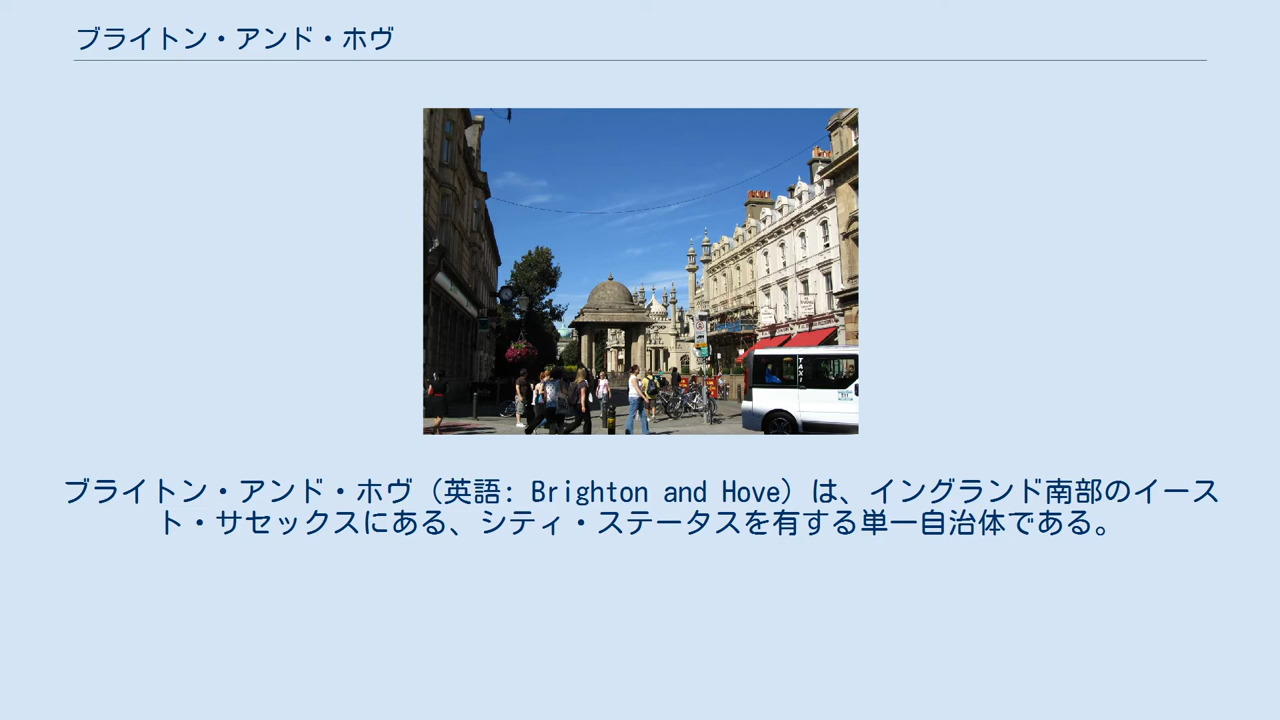 ブライトン・アンド・ホヴ
TAXI
ブライトン・アンド・ホヴ（英語: Brighton and Hove）は、イングランド南部のイース
ト・サセックスにある、シティ・ステータスを有する単一自治体である。